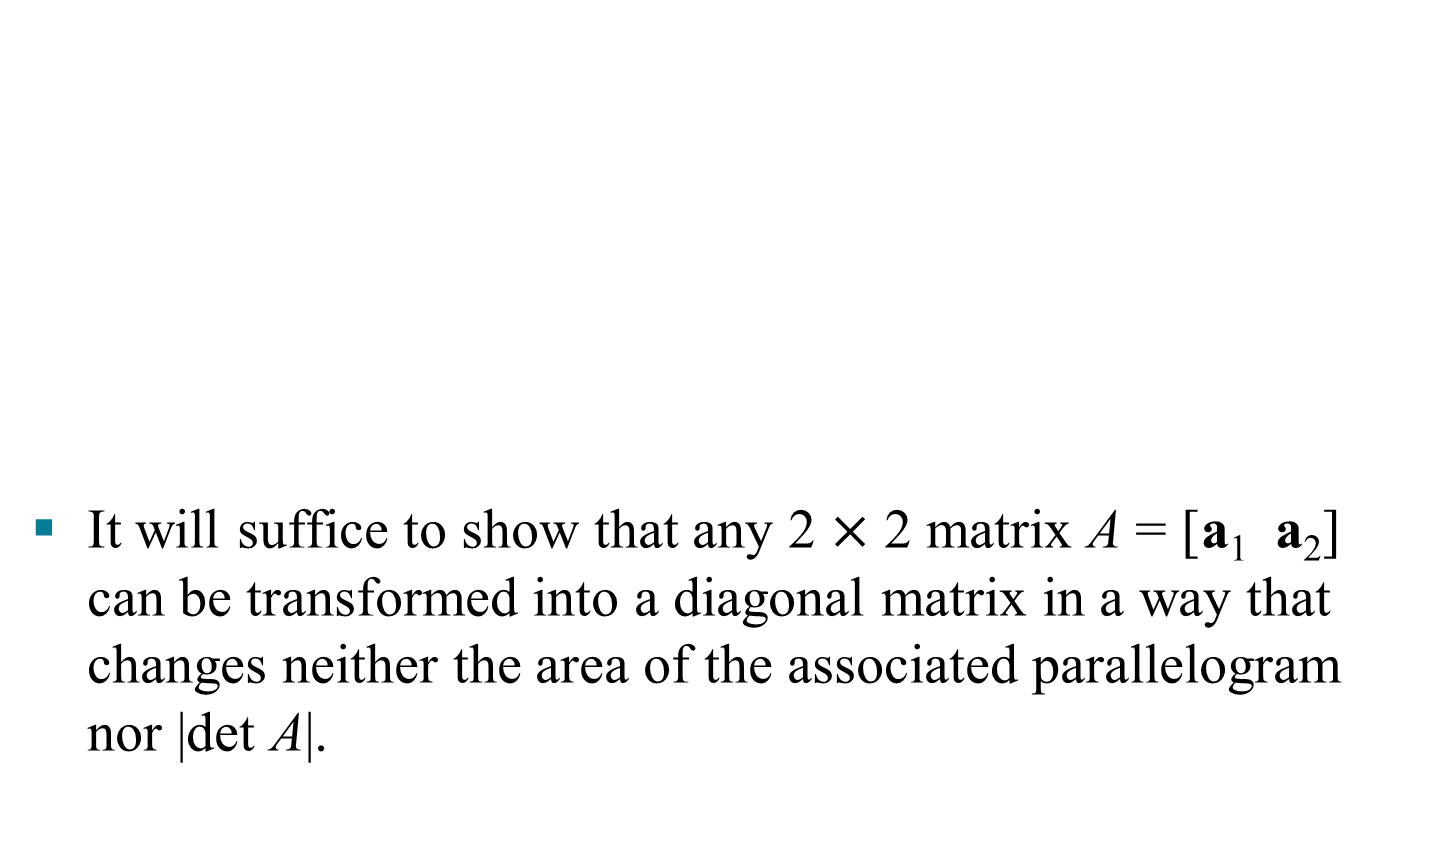 ▪ It will suffice to show that any 2 × 2 matrix A = [a₁ a₂]
can be transformed into a diagonal matrix in a way that
changes neither the area of the associated parallelogram
nor |det A|.